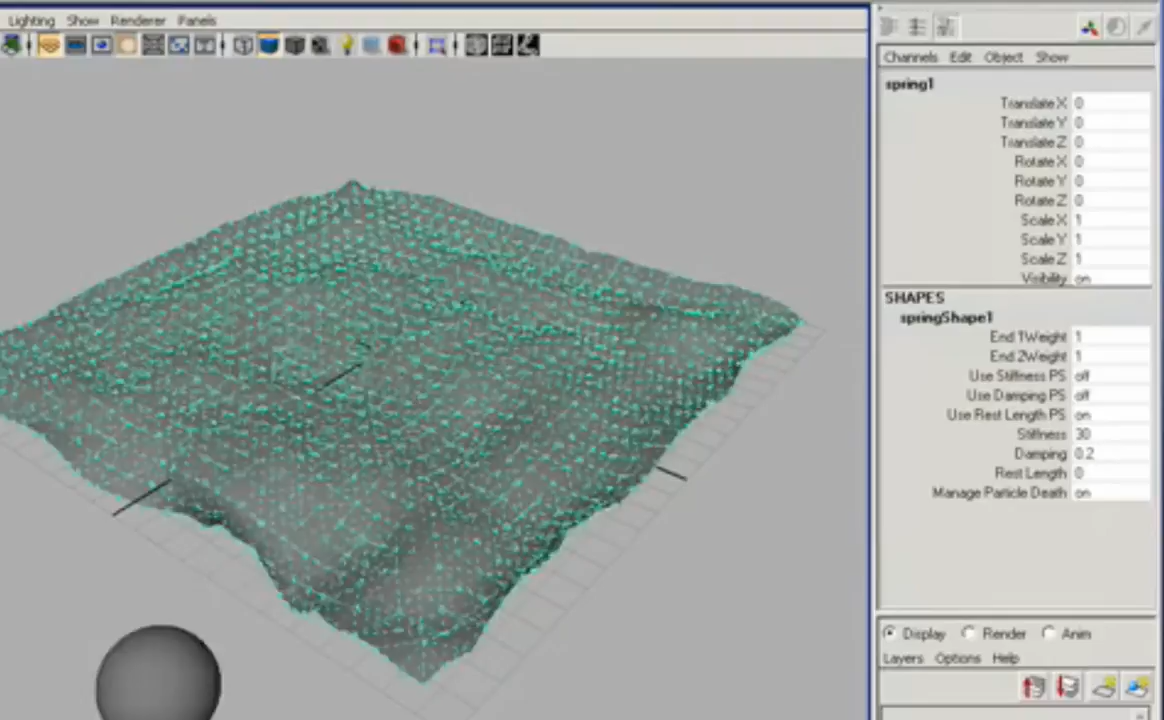 Lighting Show Renderer Panels
Channels Edit Object Show
spring1
Translate X 0
Translate Y 0
Translate Z 0
Rotate X 0
Rotate Y 0
Rotate Z 0
Scale X 1
Scale Y 1
Scale Z 1
Visibility on
SHAPES
springShape1
End 1Weight 1
End 2Weight 1
Use Stiffness PS off
Use Damping PS off
Use Rest Length PS on
Stiffness 30
Damping 0.2
Rest Length 0
Manage Particle Death on
Display Render Anim
Layers Options Help